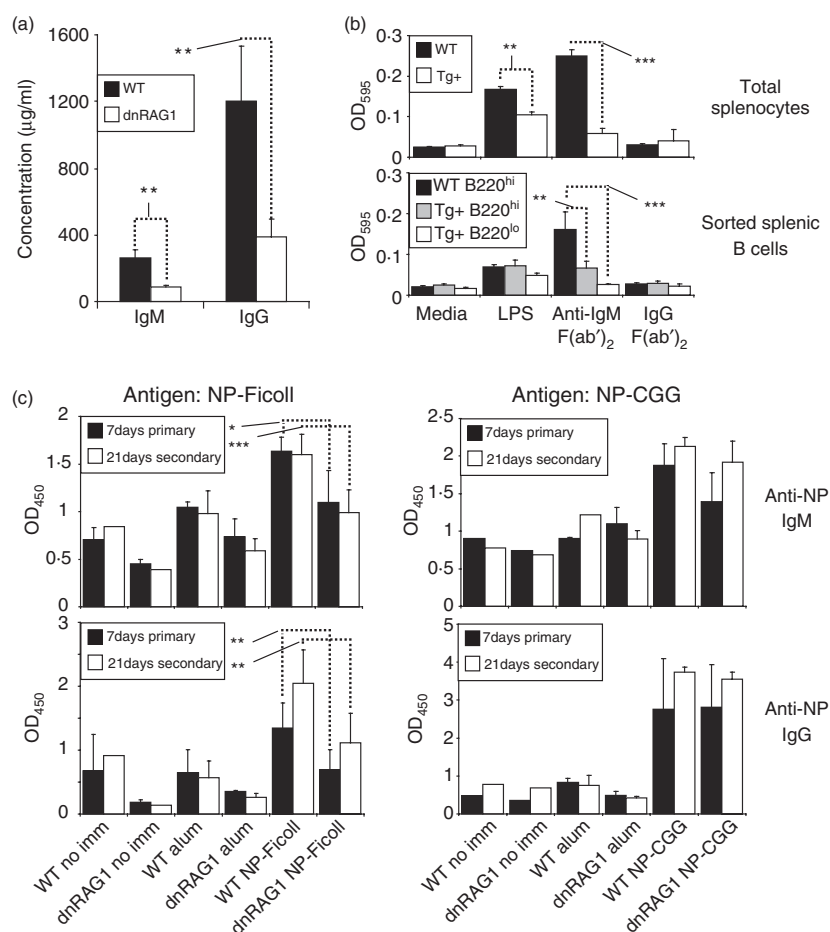 (a)
1600
1200
800
400
0
Concentration (µg/ml)
WT
dnRAG1
**
**
IgM
IgG
(b)
0·3
0·2
0·1
0
OD595
WT
Tg+
**
***
Total
splenocytes
0·3
0·2
0·1
0
OD595
WT B220hi
Tg+ B220hi
Tg+ B220lo
**
***
Sorted splenic
B cells
Media
LPS
Anti-IgM
F(ab′)2
IgG
F(ab′)2
(c)
Antigen: NP-Ficoll
2
1·5
1
0·5
0
OD450
7days primary
21days secondary
*
***
Antigen: NP-CGG
2·5
2
1·5
1
0·5
0
OD450
7days primary
21days secondary
Anti-NP
IgM
3
2
1
0
OD450
7days primary
21days secondary
**
**
WT no imm
dnRAG1 no imm
WT alum
dnRAG1 alum
WT NP-Ficoll
dnRAG1 NP-Ficoll
5
4
3
2
1
0
OD450
7days primary
21days secondary
Anti-NP
IgG
WT no imm
dnRAG1 no imm
WT alum
dnRAG1 alum
WT NP-CGG
dnRAG1 NP-CGG